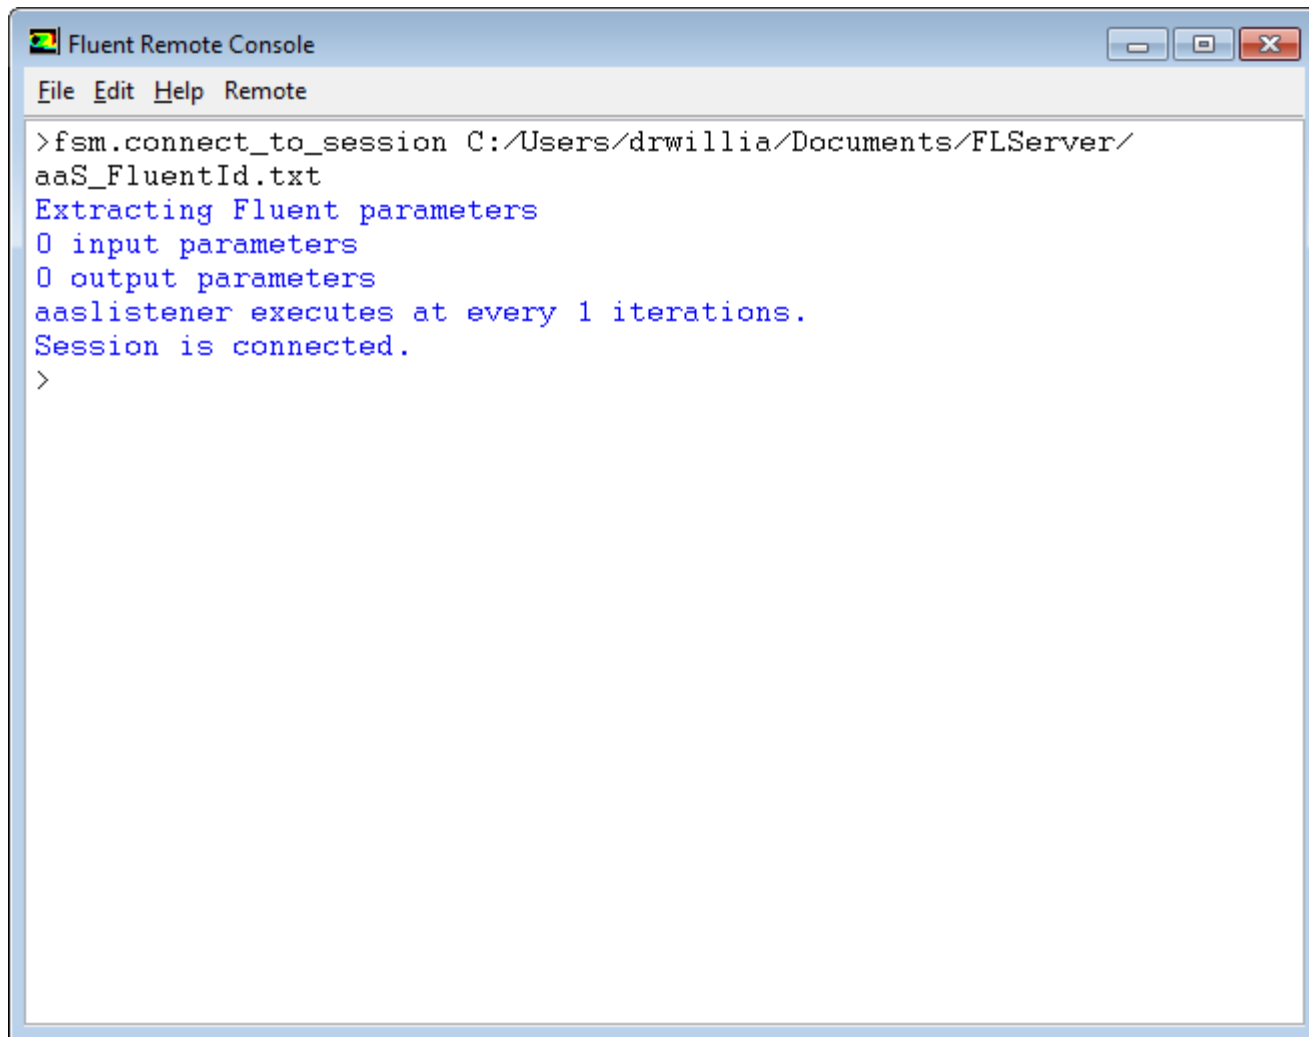 Fluent Remote Console
File Edit Help Remote
>fsm.connect_to_session C:/Users/drwillia/Documents/FLServer/
aaS_FluentId.txt
Extracting Fluent parameters
0 input parameters
0 output parameters
aaslistener executes at every 1 iterations.
Session is connected.
>